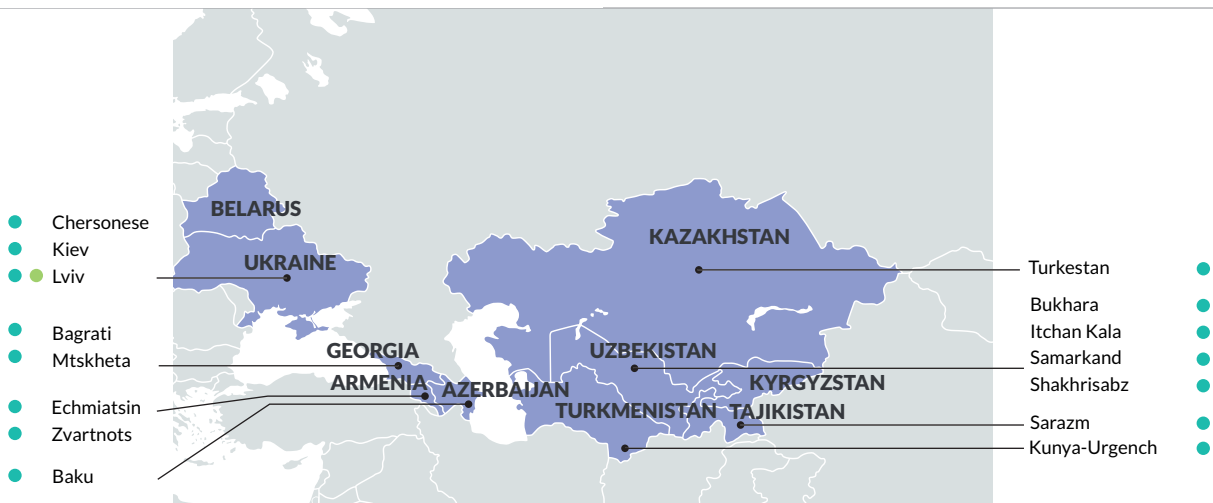 BELARUS
UKRAINE
KAZAKHSTAN
GEORGIA
ARMENIA
AZERBAIJAN
UZBEKISTAN
KYRGYZSTAN
TURKMENISTAN
TAJIKISTAN
Chersonese
Kiev
Lviv
Bagrati
Mtskheta
Echmiatsin
Zvartnots
Baku
Turkestan
Bukhara
Itchan Kala
Samarkand
Shakhrisabz
Sarazm
Kunya-Urgench